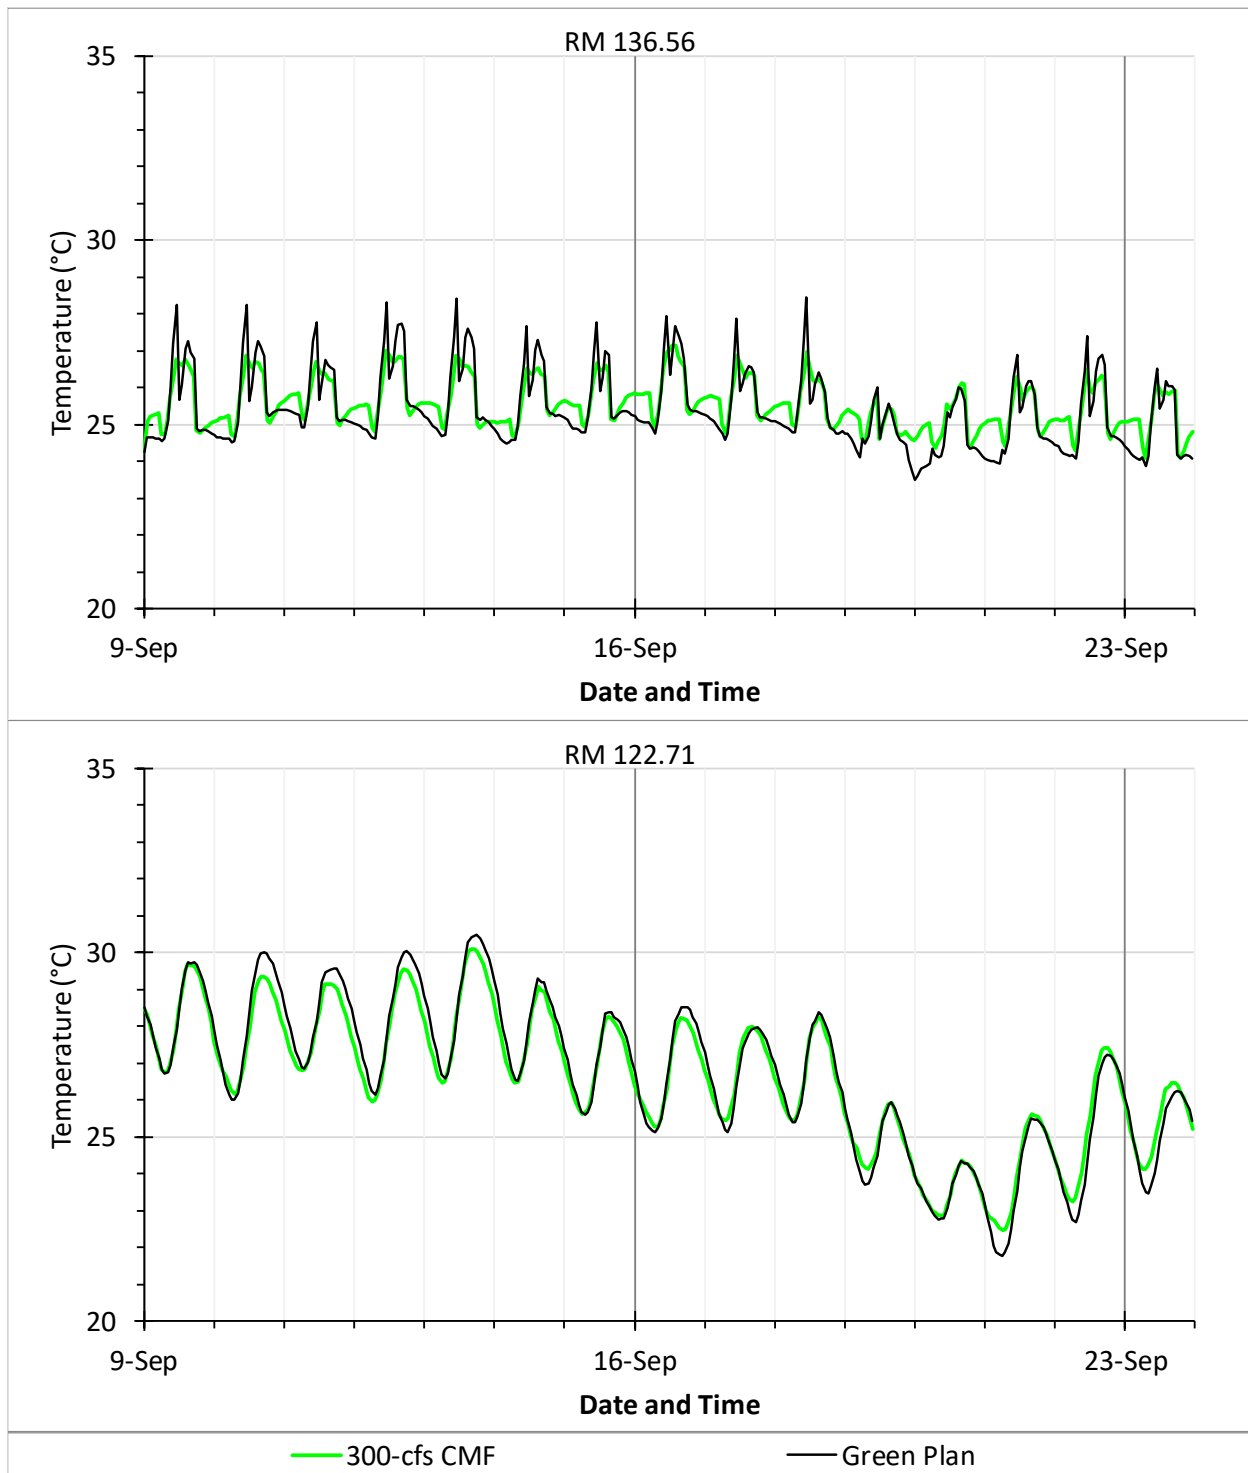 RM 136.56
35
30
25
20
Temperature (°C)
9-Sep 16-Sep 23-Sep
Date and Time
RM 122.71
35
30
25
20
Temperature (°C)
9-Sep 16-Sep 23-Sep
Date and Time
300-cfs CMF Green Plan